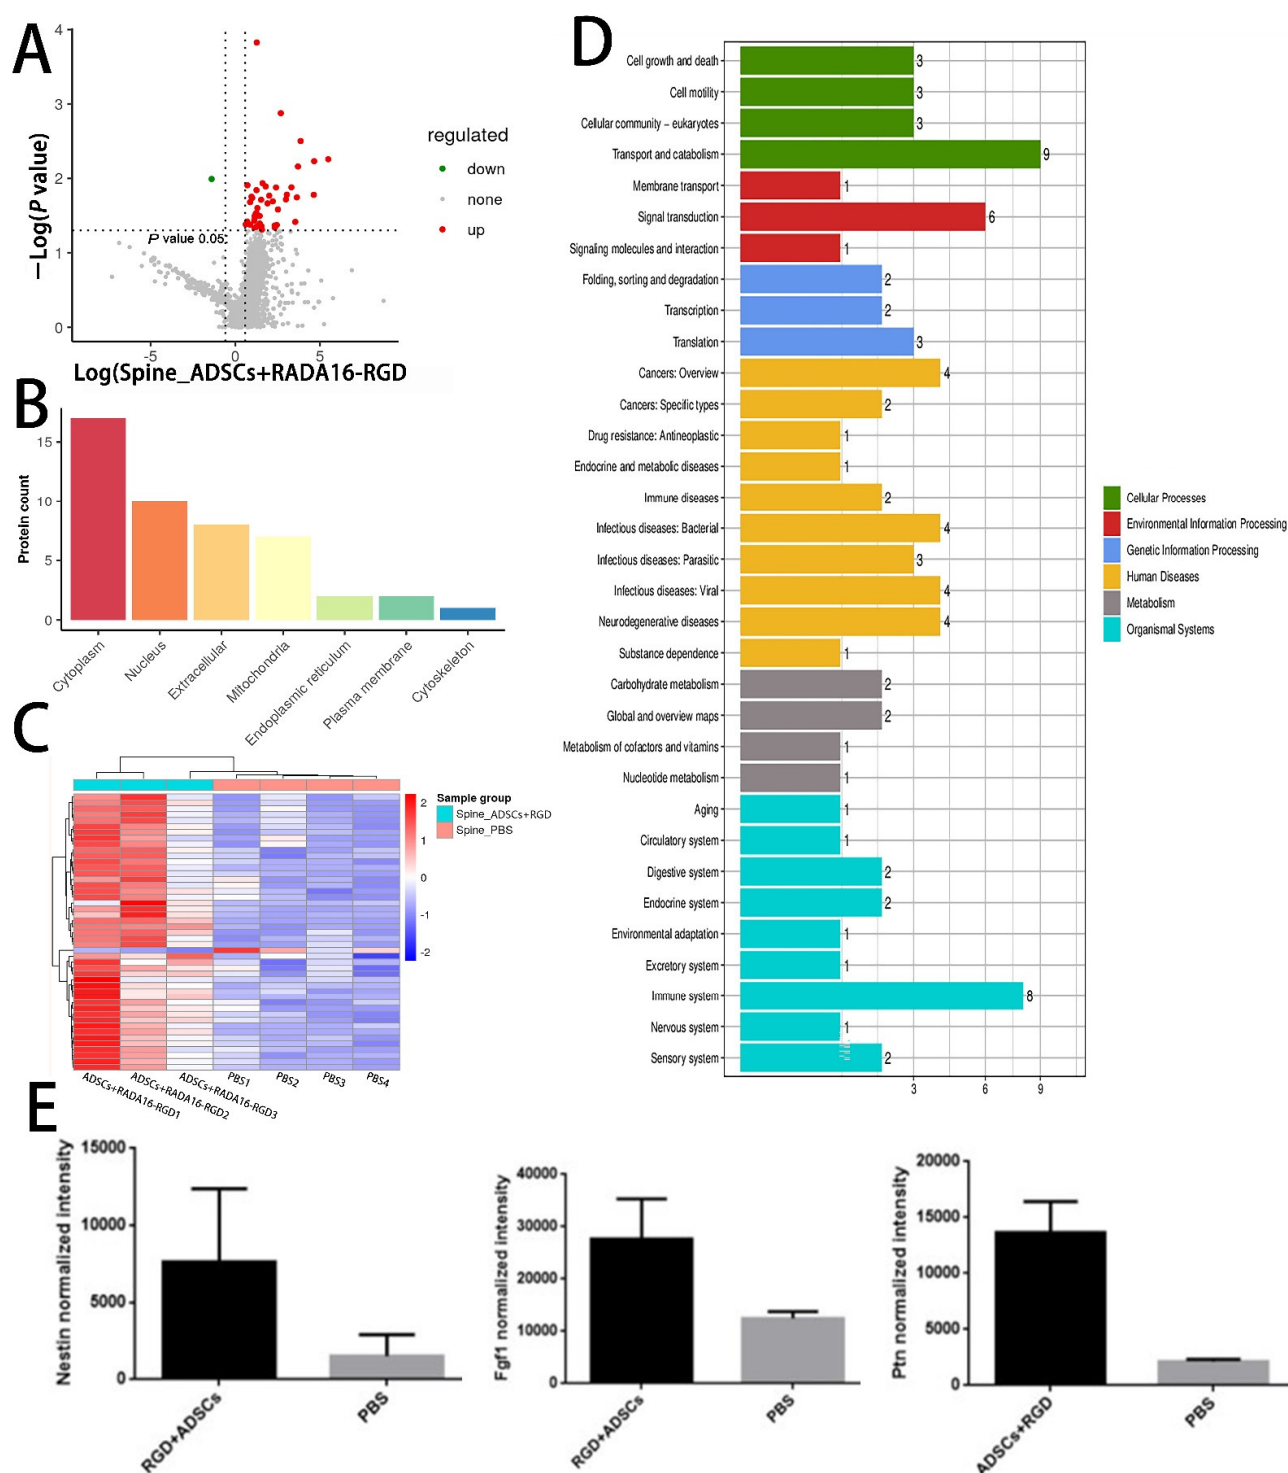 A
4
3
2
1
0
—Log(P value)
P value 0.05
-5
0
5
Log(Spine_ADSCs+RADA16-RGD
regulated
down
none
up
B
Protein count
15
10
5
0
Cytoplasm
Nucleus
Extracellular
Mitochondria
Endoplasmic reticulum
Plasma membrane
Cytoskeleton
C
Sample group
Spine_ADSCs+RGD
Spine_PBS
2
1
0
-1
-2
ADSCs+RADA16-RGD1
ADSCs+RADA16-RGD2
ADSCs+RADA16-RGD3
PBS1
PBS2
PBS3
PBS4
D
Cell growth and death 3
Cell motility 3
Cellular community – eukaryotes 3
Transport and catabolism 9
Membrane transport 1
Signal transduction 6
Signaling molecules and interaction 1
Folding, sorting and degradation 2
Transcription 2
Translation 3
Cancers: Overview 4
Cancers: Specific types 2
Drug resistance: Antineoplastic 1
Endocrine and metabolic diseases 1
Immune diseases 2
Infectious diseases: Bacterial 4
Infectious diseases: Parasitic 3
Infectious diseases: Viral 4
Neurodegenerative diseases 4
Substance dependence 1
Carbohydrate metabolism 2
Global and overview maps 2
Metabolism of cofactors and vitamins 1
Nucleotide metabolism 1
Aging 1
Circulatory system 1
Digestive system 2
Endocrine system 2
Environmental adaptation 1
Excretory system 1
Immune system 8
Nervous system 1
Sensory system 2
3
6
9
Cellular Processes
Environmental Information Processing
Genetic Information Processing
Human Diseases
Metabolism
Organismal Systems
E
Nestin normalized intensity
15000
10000
5000
0
RGD+ADSCs
PBS
Fgf1 normalized intensity
40000
30000
20000
10000
0
RGD+ADSCs
PBS
Ptn normalized intensity
20000
15000
10000
5000
0
ADSCs+RGD
PBS